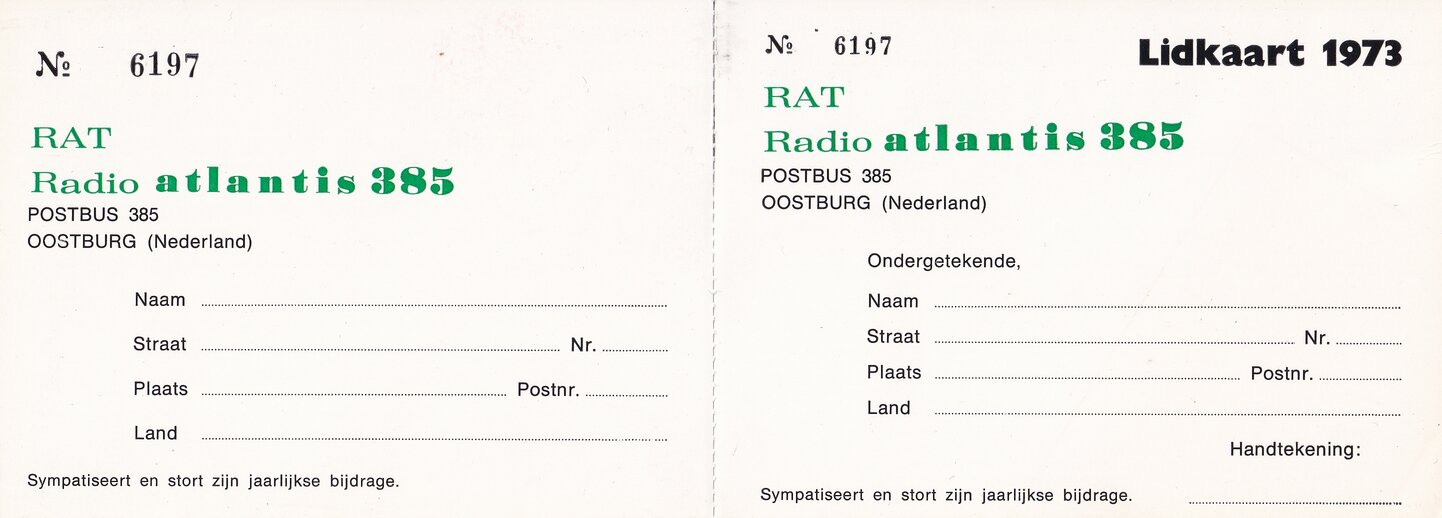 № 6197
RAT
Radio atlantis 385
POSTBUS 385
OOSTBURG (Nederland)
Naam
Straat Nr.
Plaats Postnr.
Land
Sympatiseert en stort zijn jaarlijkse bijdrage.
№ 6197 Lidkaart 1973
RAT
Radio atlantis 385
POSTBUS 385
OOSTBURG (Nederland)
Ondergetekende,
Naam
Straat Nr.
Plaats Postnr.
Land
Handtekening:
Sympatiseert en stort zijn jaarlijkse bijdrage.